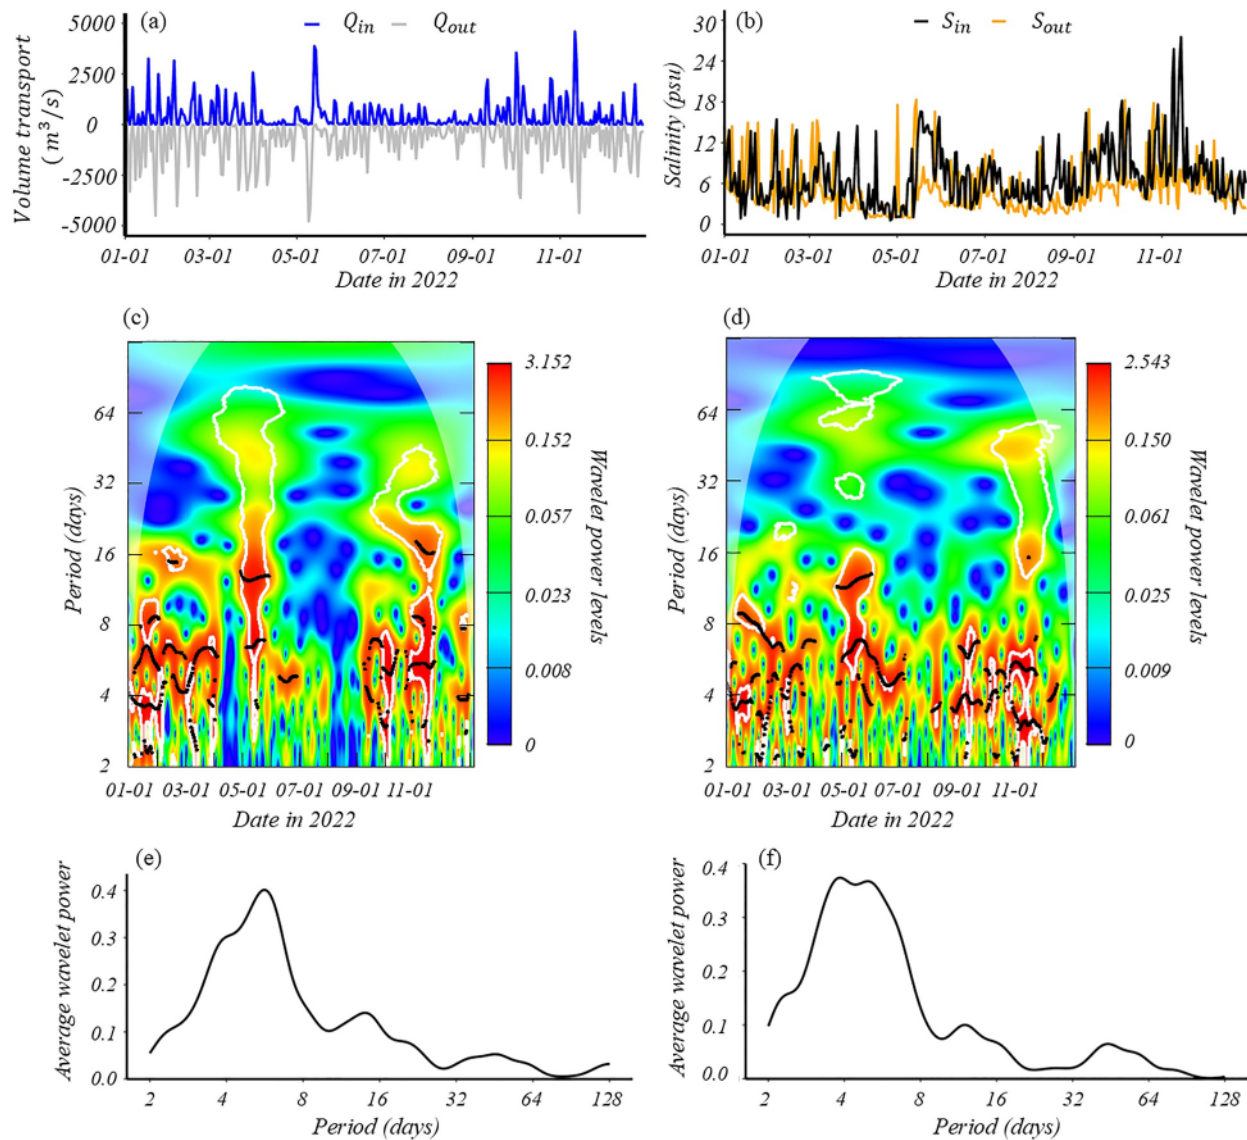 (a)
Q_in
Q_out
Volume transport
(m³/s)
5000
2500
0
-2500
-5000
01-01 03-01 05-01 07-01 09-01 11-01
Date in 2022
(b)
S_in
S_out
Salinity (psu)
30
24
18
12
6
0
01-01 03-01 05-01 07-01 09-01 11-01
Date in 2022
(c)
Period (days)
64
32
16
8
4
2
01-01 03-01 05-01 07-01 09-01 11-01
Date in 2022
3.152
0.152
0.057
0.023
0.008
0
Wavelet power levels
(d)
Period (days)
64
32
16
8
4
2
01-01 03-01 05-01 07-01 09-01 11-01
Date in 2022
2.543
0.150
0.061
0.025
0.009
0
Wavelet power levels
(e)
Average wavelet power
0.4
0.3
0.2
0.1
0.0
2 4 8 16 32 64 128
Period (days)
(f)
Average wavelet power
0.4
0.3
0.2
0.1
0.0
2 4 8 16 32 64 128
Period (days)